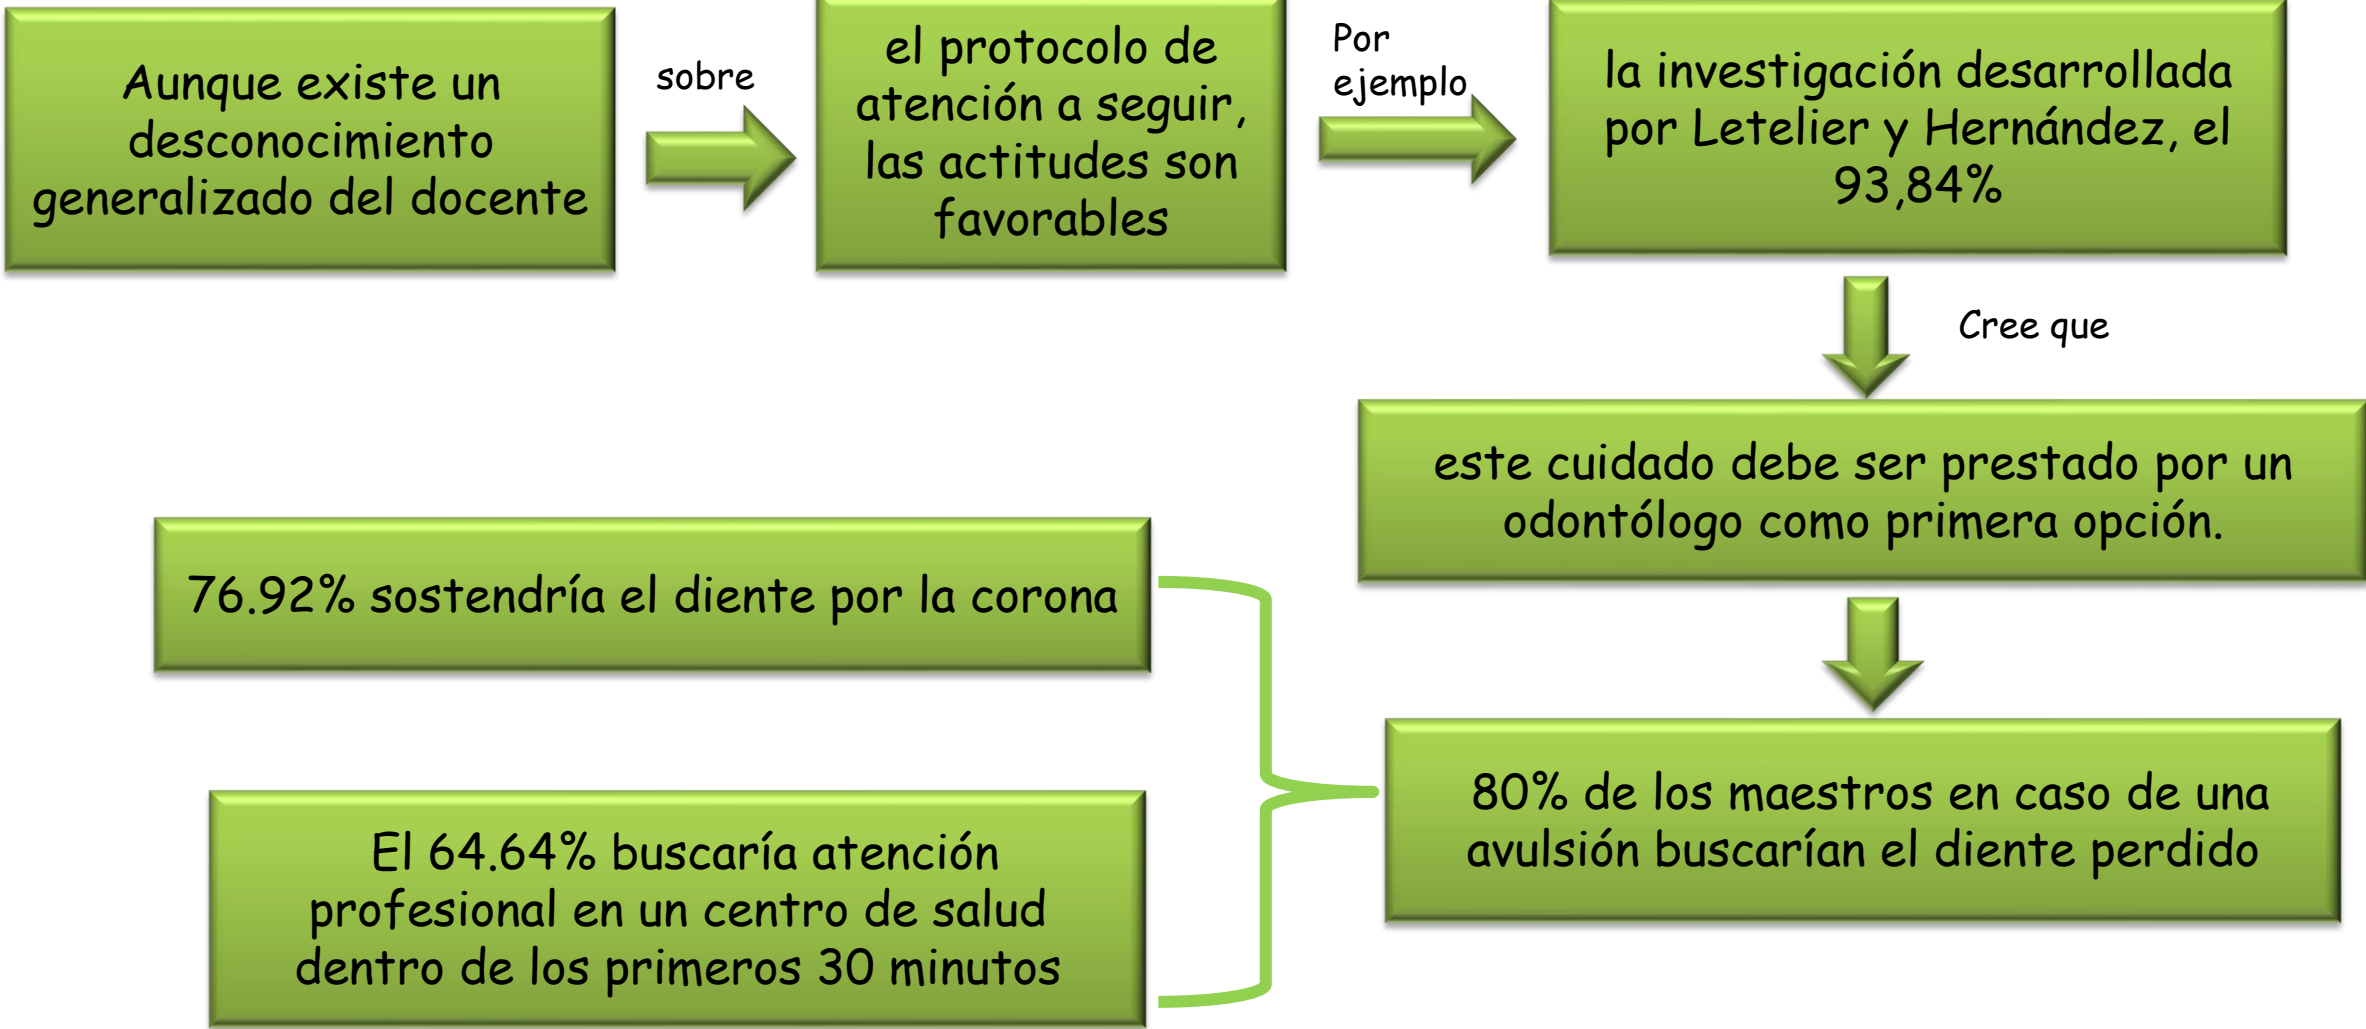 Aunque existe un
desconocimiento
generalizado del docente
sobre
el protocolo de
atención a seguir,
las actitudes son
favorables
Por
ejemplo
la investigación desarrollada
por Letelier y Hernández, el
93,84%
Cree que
este cuidado debe ser prestado por un
odontólogo como primera opción.
80% de los maestros en caso de una
avulsión buscarían el diente perdido
76.92% sostendría el diente por la corona
El 64.64% buscaría atención
profesional en un centro de salud
dentro de los primeros 30 minutos